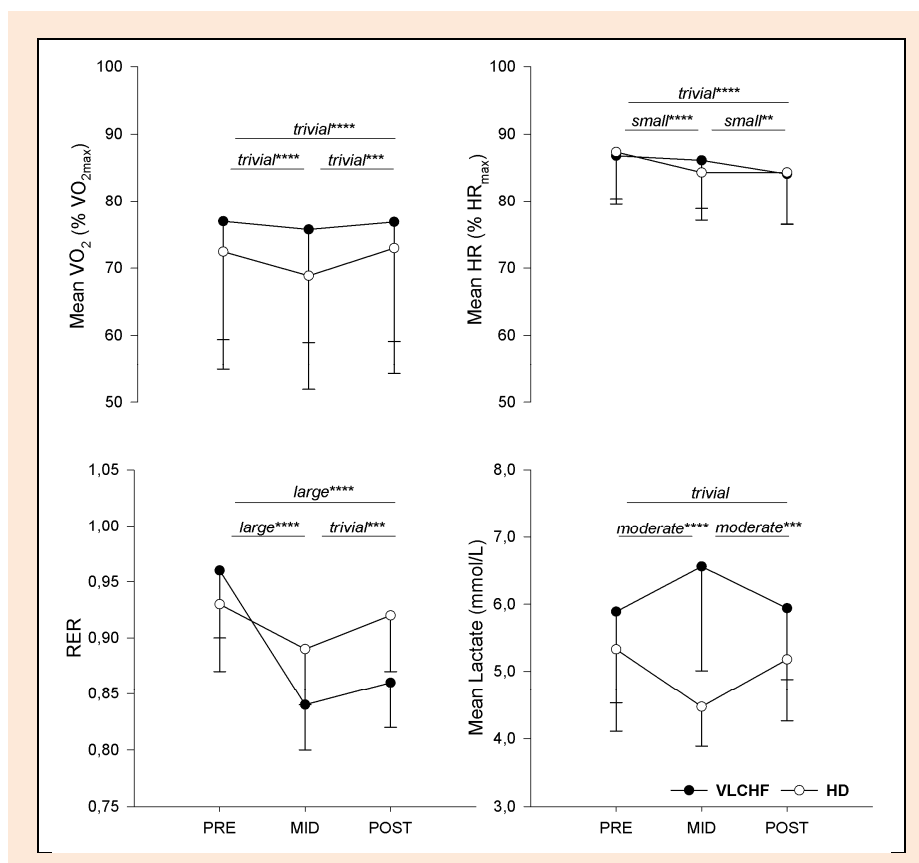 100
90
80
70
60
50
Mean VO2 (% VO2max)
trivial****
trivial**** trivial***
100
90
80
70
60
50
Mean HR (% HRmax)
trivial****
small**** small**
1,05
1,00
0,95
0,90
0,85
0,80
0,75
RER
large****
large**** trivial***
PRE MID POST
8,0
7,0
6,0
5,0
4,0
3,0
Mean Lactate (mmol/L)
trivial
moderate**** moderate***
VLCHF HD
PRE MID POST